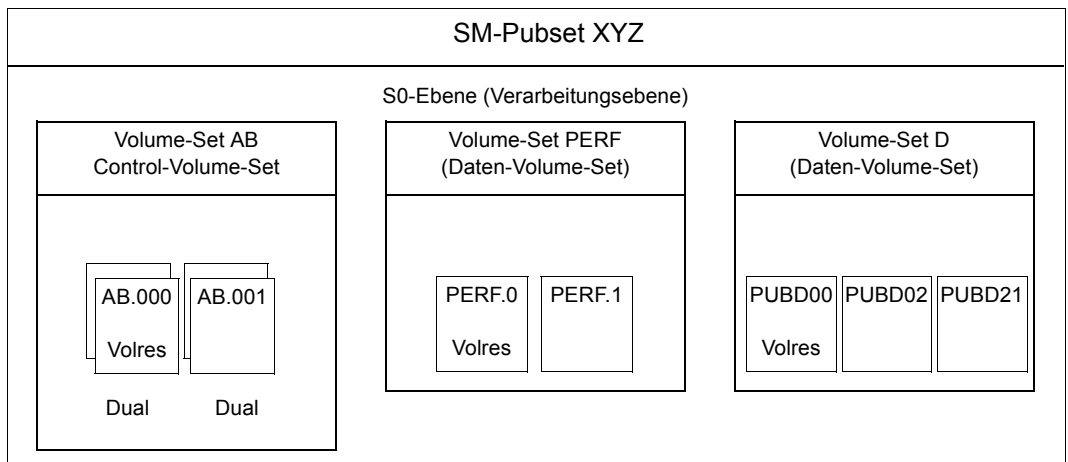 SM-Pubset XYZ
S0-Ebene (Verarbeitungsebene)
Volume-Set AB
Control-Volume-Set
AB.000
Volres
AB.001
Dual
Dual
Volume-Set PERF
(Daten-Volume-Set)
PERF.0
Volres
PERF.1
Volume-Set D
(Daten-Volume-Set)
PUBD00
Volres
PUBD02
PUBD21